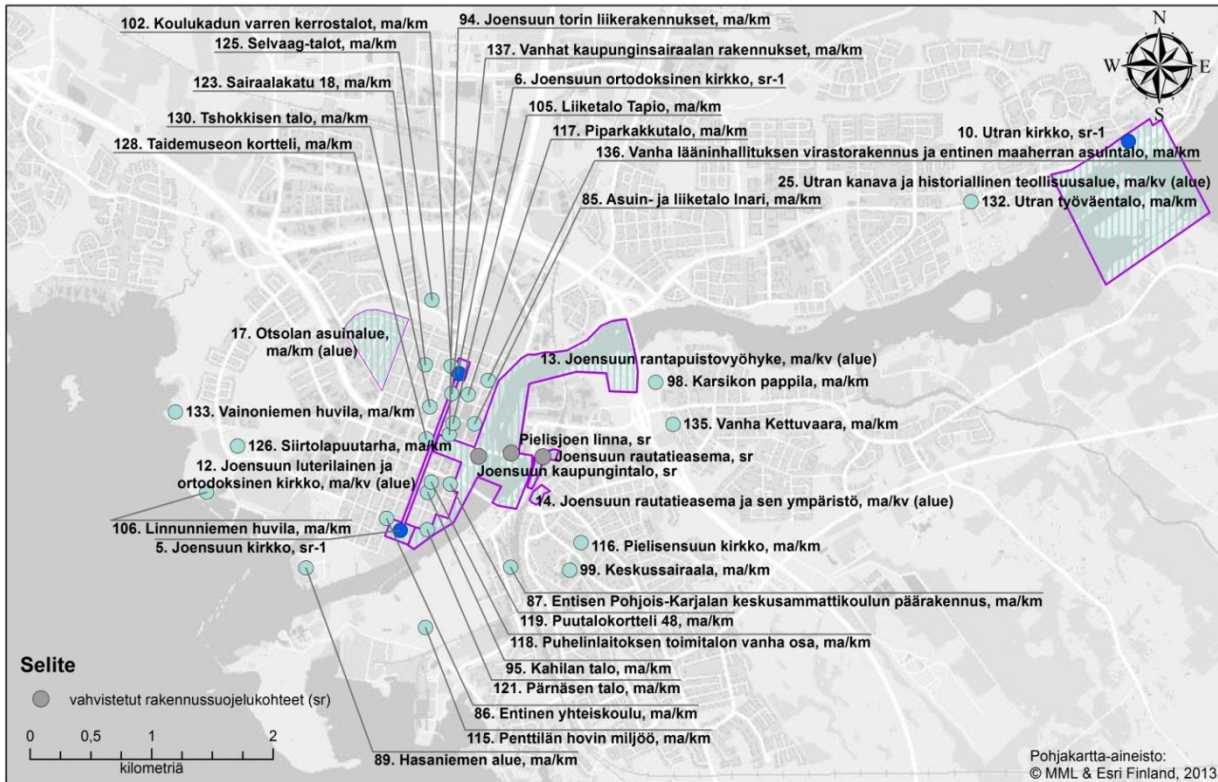 102. Koulukadun varren kerrostalot, ma/km
125. Selvaag-talot, ma/km
123. Sairaalakatu 18, ma/km
130. Tshokkisen talo, ma/km
128. Taidemuseon kortteli, ma/km
94. Joensuun torin liikerakennukset, ma/km
137. Vanhat kaupunginsairaalan rakennukset, ma/km
6. Joensuun ortodoksinen kirkko, sr-1
105. Liiketalo Tapio, ma/km
117. Piparkakkutalo, ma/km
136. Vanha lääninhallituksen virastorakennus ja entinen maaherran asuintalo, ma/km
85. Asuin- ja liiketalo Inari, ma/km
N
W E
S
10. Utran kirkko, sr-1
25. Utran kanava ja historiallinen teollisuusalue, ma/kv (alue)
132. Utran työväentalo, ma/km
17. Otsolan asuinalue,
ma/km (alue)
13. Joensuun rantapuistovyöhyke, ma/kv (alue)
98. Karsikon pappila, ma/km
133. Vainoniemen huvila, ma/km
135. Vanha Kettuvaara, ma/km
126. Siirtolapuutarha, ma/km
Pielisjoen linna, sr
Joensuun rautatieasema, sr
Joensuun kaupungintalo, sr
12. Joensuun luterilainen ja
ortodoksinen kirkko, ma/kv (alue)
14. Joensuun rautatieasema ja sen ympäristö, ma/kv (alue)
106. Linnunniemen huvila, ma/km
5. Joensuun kirkko, sr-1
116. Pielisensuun kirkko, ma/km
99. Keskussairaala, ma/km
87. Entisen Pohjois-Karjalan keskusammattikoulun päärakennus, ma/km
119. Puutalokortteli 48, ma/km
118. Puhelinlaitoksen toimitalon vanha osa, ma/km
95. Kahilan talo, ma/km
121. Pärnäsen talo, ma/km
86. Entinen yhteiskoulu, ma/km
115. Penttilän hovin miljöö, ma/km
89. Hasaniemen alue, ma/km
Selite
vahvistetut rakennussuojelukohteet (sr)
0 0,5 1 2
kilometriä
Pohjakartta-aineisto:
© MML & Esri Finland, 2013